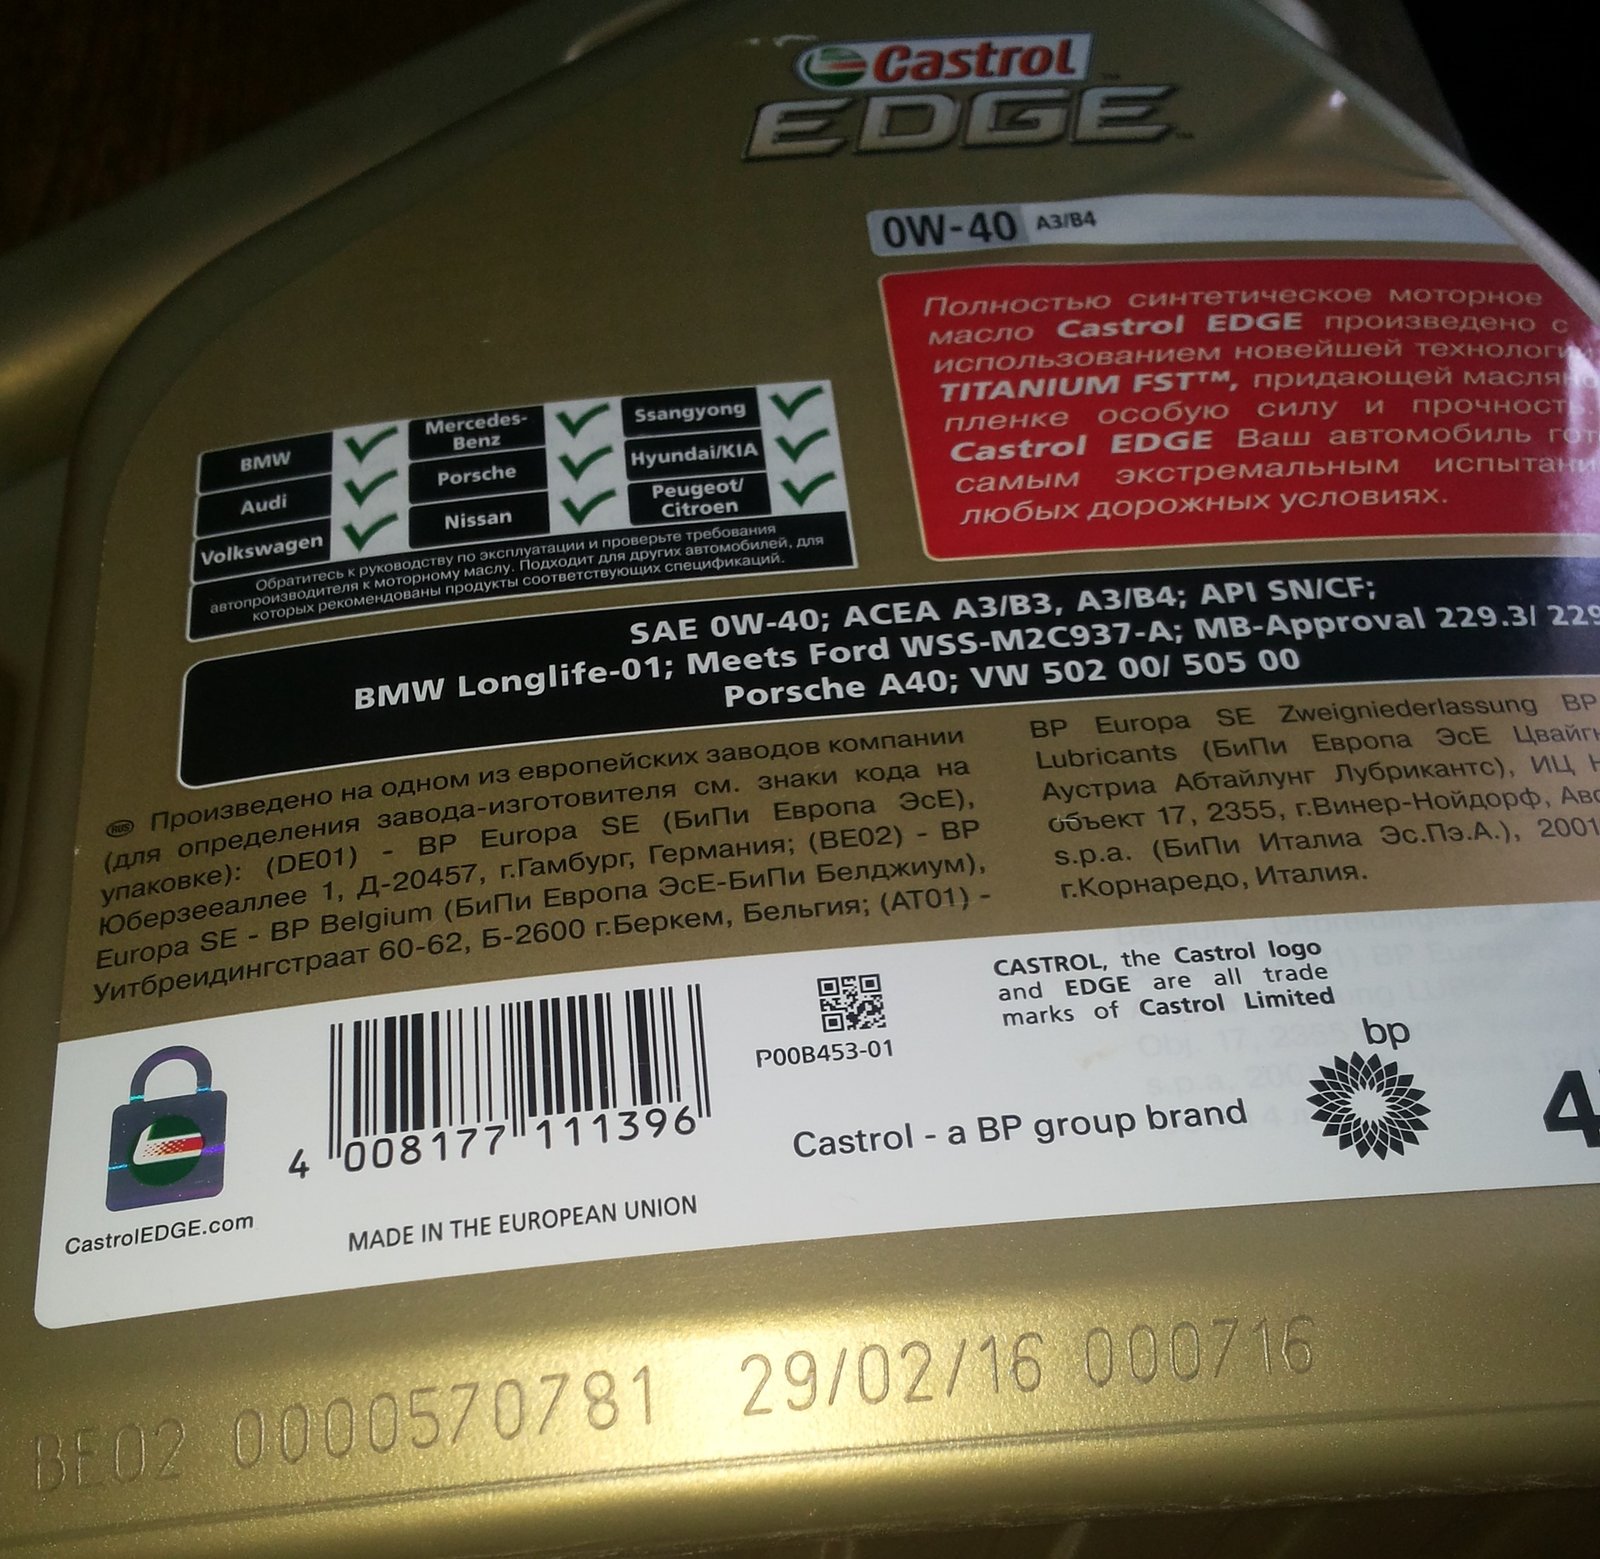 Castrol
EDGE
0W-40 A3/B4
Полностью синтетическое моторное
масло Castrol EDGE произведено с
использованием новейшей
TITANIUM FST™, придающей
пленке особую силу и
Castrol EDGE Ваш автомобиль
самым экстремальным
любых дорожных условиях.
BMW
Audi
Volkswagen
Mercedes-
Benz
Porsche
Nissan
Ssangyong
Hyundai/KIA
Peugeot/
Citroen
Обратитесь к руководству по эксплуатации и проверьте требования
автопроизводителя к моторному маслу. Подходит для других автомобилей, для
которых рекомендованы продукты соответствующих спецификаций.
SAE 0W-40; ACEA A3/B3, A3/B4; API SN/CF;
BMW Longlife-01; Meets Ford WSS-M2C937-A; MB-Approval 229.3/ 229
Porsche A40; VW 502 00/ 505 00
RUS Произведено на одном из европейских заводов компании
(для определения завода-изготовителя см. знаки кода на
упаковке): (DE01) - BP Europa SE (БиПи Европа ЭсЕ),
Юберзееаллее 1, Д-20457, г.Гамбург, Германия; (BE02) - BP
Europa SE - BP Belgium (БиПи Европа ЭсЕ-БиПи Белджиум),
Уитбреидингстраат 60-62, Б-2600 г.Беркем, Бельгия; (AT01) -
BP Europa SE Zweigniederlassung BP
Lubricants (БиПи Европа ЭсЕ
Аустриа Абтайлунг Лубрикантс), ИЦ
объект 17, 2355, г.Винер-Нойдорф,
s.p.a. (БиПи Италиа Эс.Пэ.А.), 2001
г.Корнаредо, Италия.
CASTROL, the Castrol logo
and EDGE are all trade
marks of Castrol Limited
P00B453-01
bp
Castrol - a BP group brand
4
4 008177 111396
CastrolEDGE.com
MADE IN THE EUROPEAN UNION
BE02 0000570781 29/02/16 000716